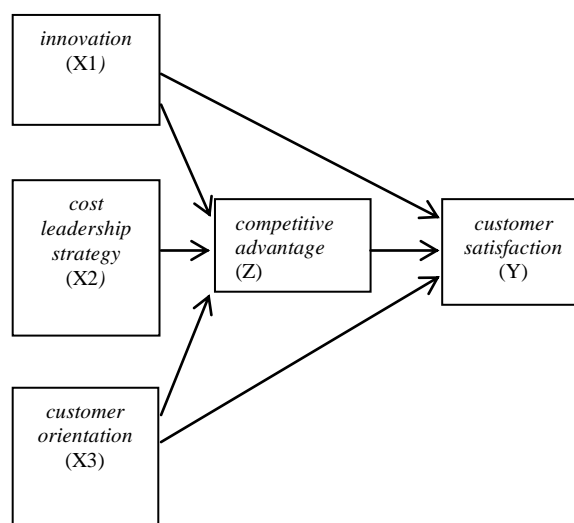 innovation
(X1)
cost
leadership
strategy
(X2)
competitive
advantage
(Z)
customer
satisfaction
(Y)
customer
orientation
(X3)